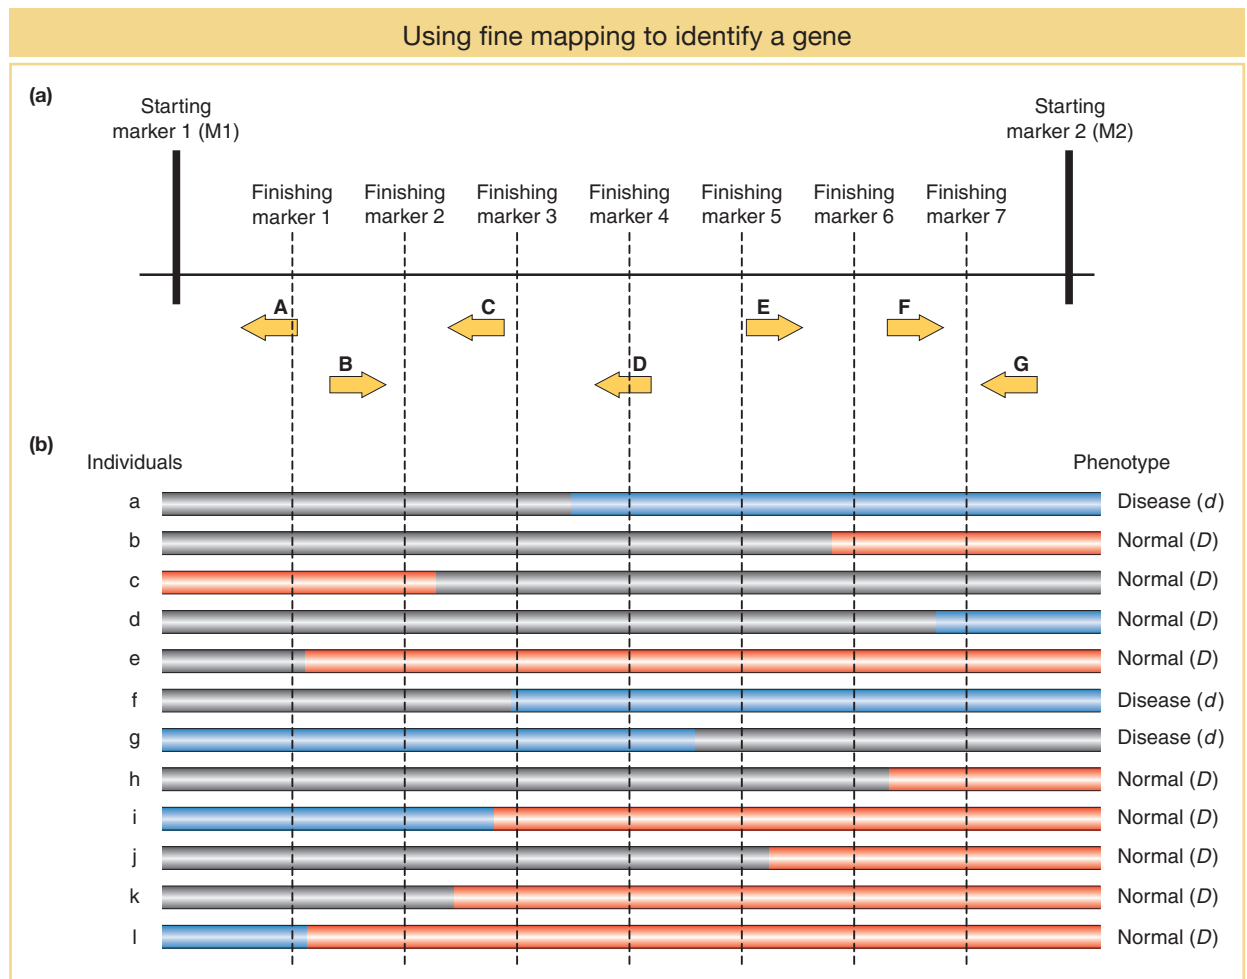 Using fine mapping to identify a gene
(a)
Starting
marker 1 (M1)
Starting
marker 2 (M2)
Finishing
marker 1
Finishing
marker 2
Finishing
marker 3
Finishing
marker 4
Finishing
marker 5
Finishing
marker 6
Finishing
marker 7
A
C
E
F
B
D
G
(b)
Individuals
Phenotype
a Disease (d)
b Normal (D)
c Normal (D)
d Normal (D)
e Normal (D)
f Disease (d)
g Disease (d)
h Normal (D)
i Normal (D)
j Normal (D)
k Normal (D)
l Normal (D)